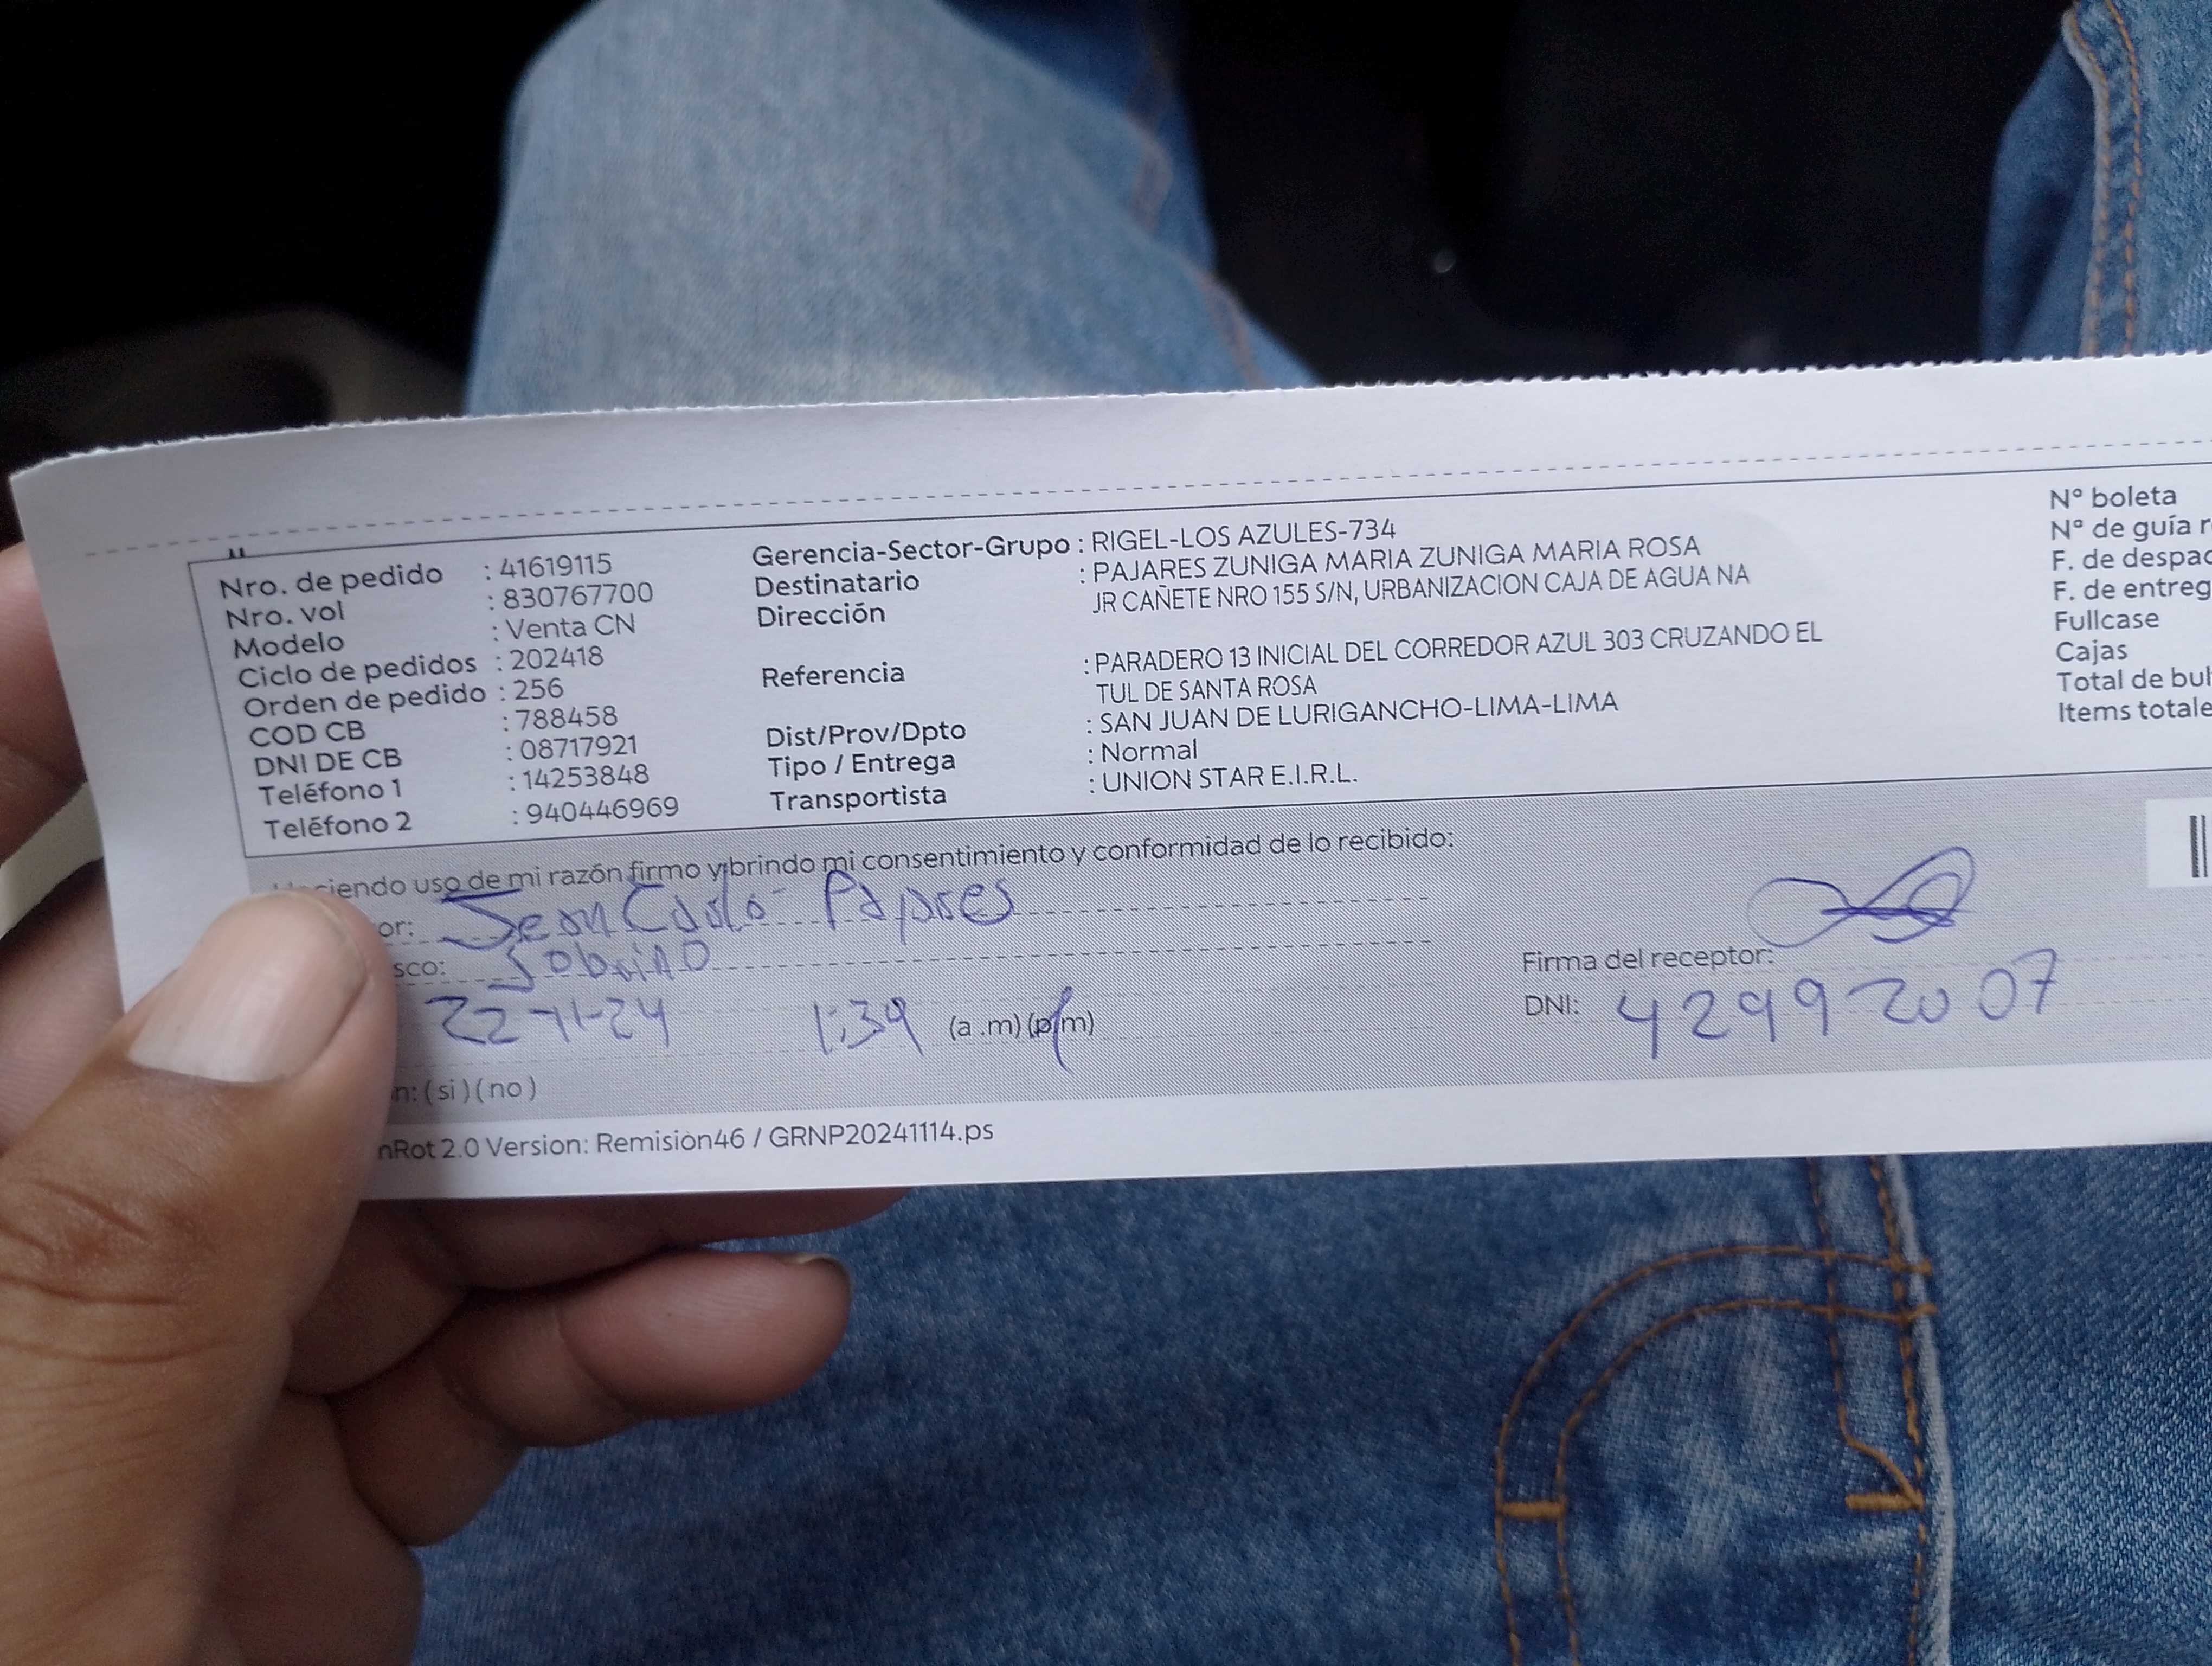 Nro. de pedido : 41619115
Nro. vol : 830767700
Modelo : Venta CN
Ciclo de pedidos : 202418
Orden de pedido : 256
COD CB : 788458
DNI DE CB : 08717921
Teléfono 1 : 14253848
Teléfono 2 : 940446969
Gerencia-Sector-Grupo : RIGEL-LOS AZULES-734
Destinatario : PAJARES ZUNIGA MARIA ZUNIGA MARIA ROSA
Dirección JR CAÑETE NRO 155 S/N, URBANIZACION CAJA DE AGUA NA
Referencia : PARADERO 13 INICIAL DEL CORREDOR AZUL 303 CRUZANDO EL
TUL DE SANTA ROSA
Dist/Prov/Dpto : SAN JUAN DE LURIGANCHO-LIMA-LIMA
Tipo / Entrega : Normal
Transportista : UNION STAR E.I.R.L.
N° boleta
N° de guía r
F. de despac
F. de entreg
Fullcase
Cajas
Total de bul
Items totale
ciendo uso de mi razón firmo y brindo mi consentimiento y conformidad de lo recibido:
or: Jean Carlo Pajares
sco: Sobrino
22-11-24 1:39 (a .m) (p.m)
Firma del receptor:
DNI: 42992007
n: ( si ) ( no )
nRot 2.0 Version: Remisión46 / GRNP20241114.ps